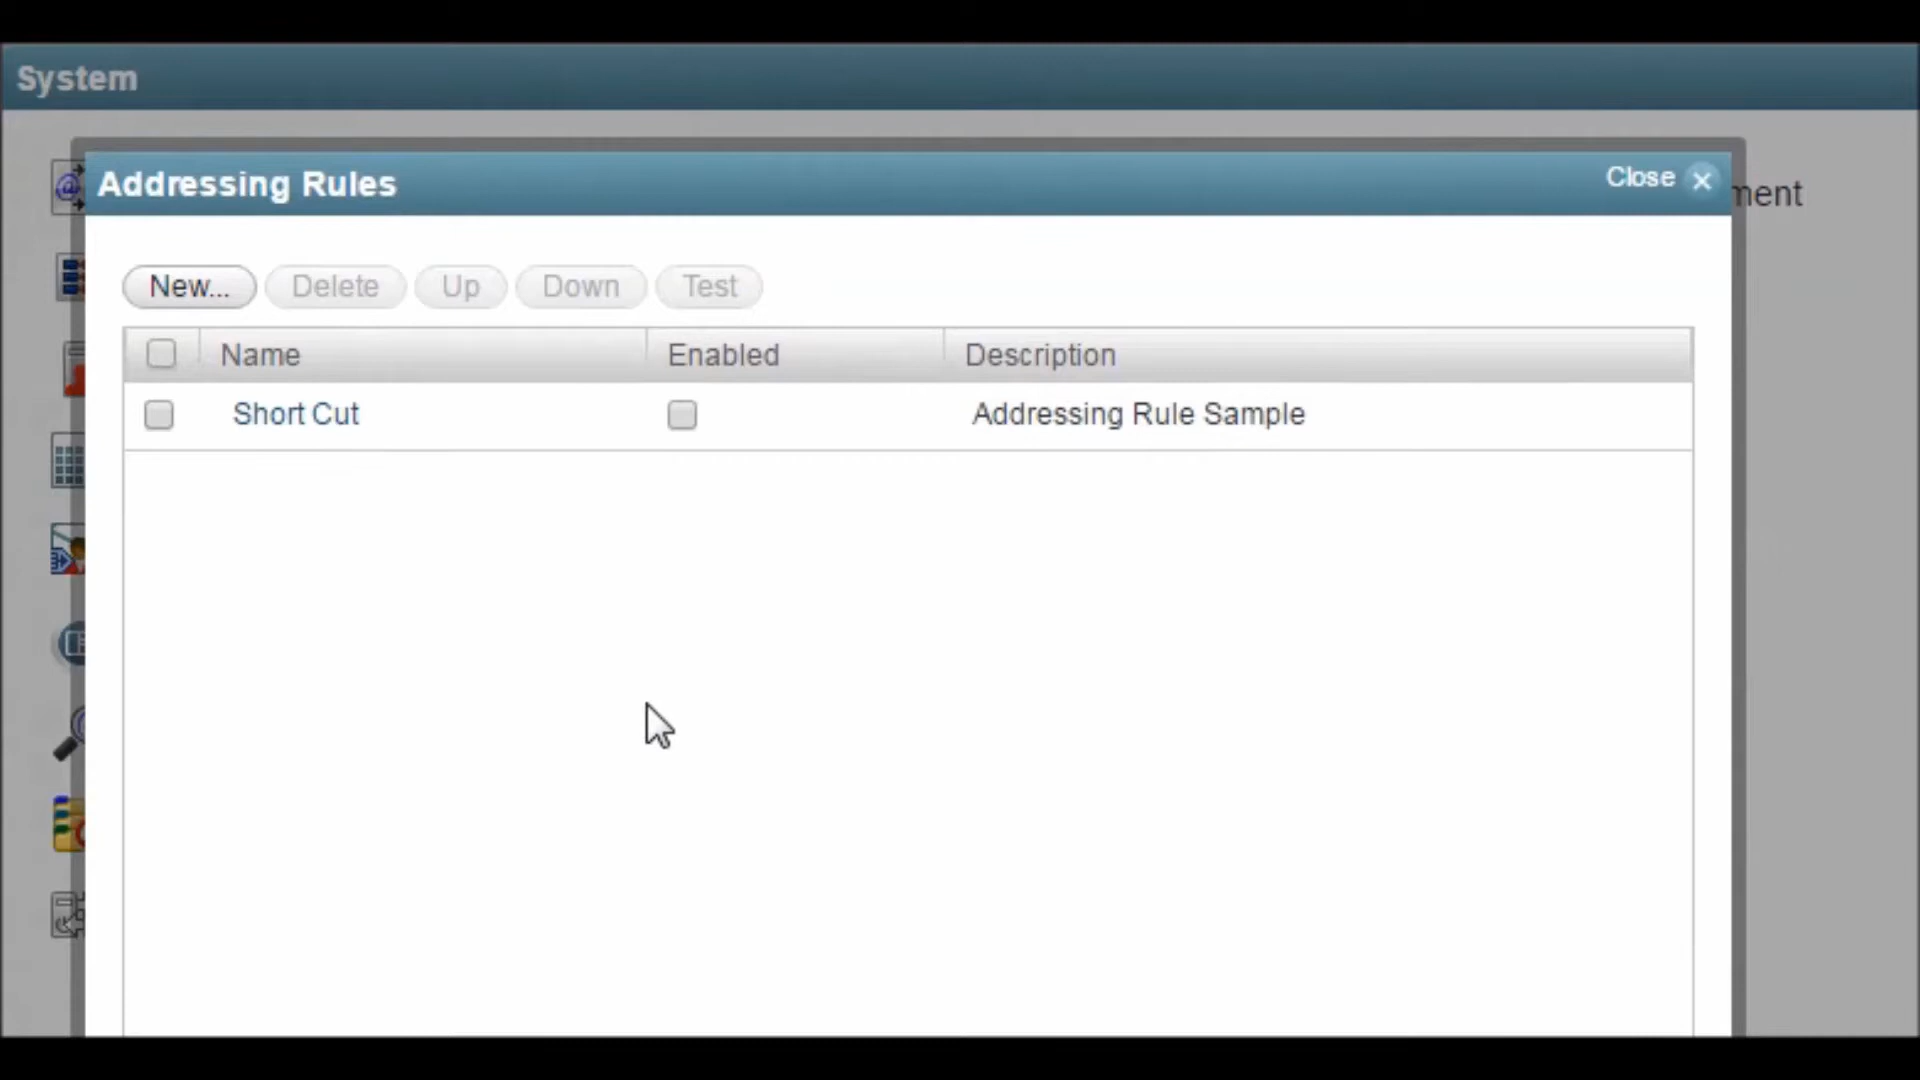 System
Addressing Rules
Close
ment
New... Delete Up Down Test
Name Enabled Description
Short Cut Addressing Rule Sample